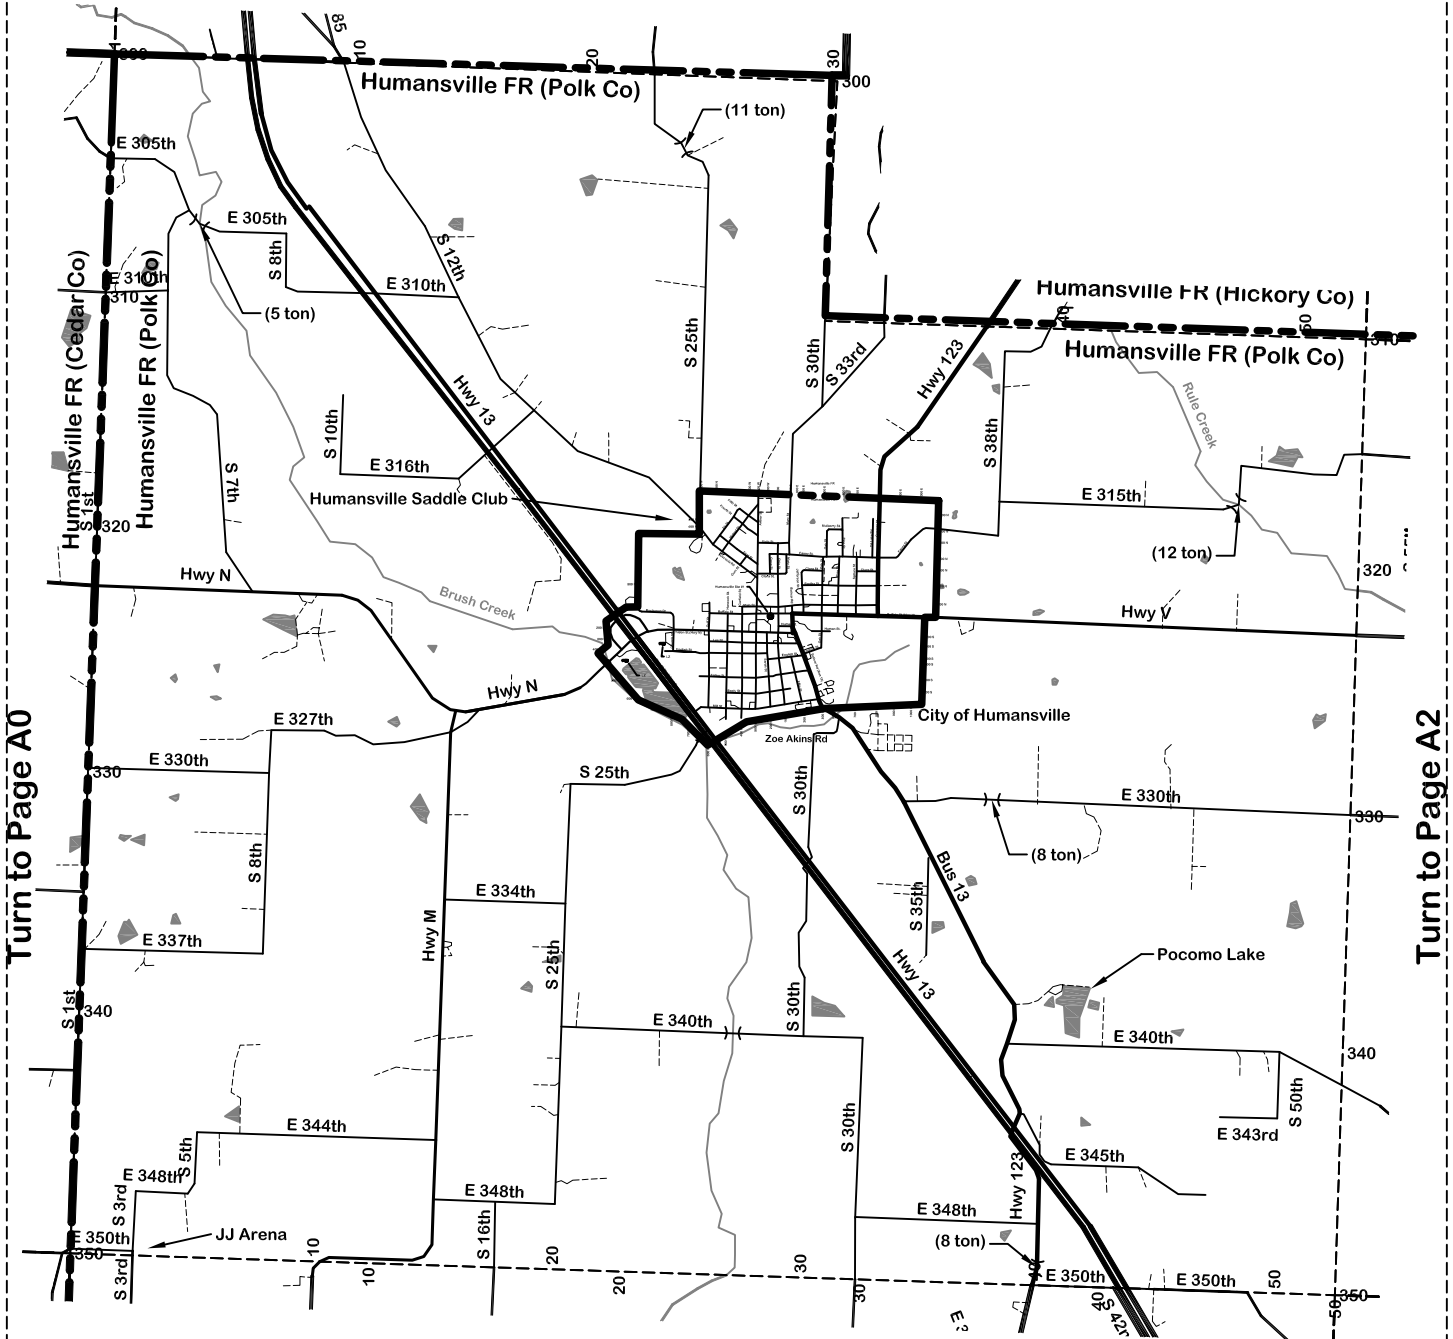 85
10
20
30
300
300
Humansville FR (Polk Co)
(11 ton)
E 305th
E 305th
S 8th
S 12th
E 310th
E 310th
310
(5 ton)
Humansville FR (Cedar Co)
Humansville FR (Polk Co)
Humansville FR (Hickory Co)
40
50
310
Humansville FR (Polk Co)
S 25th
S 30th
S 33rd
Hwy 123
Hwy 13
Rule Creek
S 10th
E 316th
S 38th
S 7th
Humansville Saddle Club
E 315th
S 1st
320
(12 ton)
320
Hwy N
Brush Creek
Hwy V
Hwy N
City of Humansville
Zoe Akins Rd
Turn to Page A0
Turn to Page A2
E 327th
E 330th
330
S 25th
S 30th
E 330th
330
(8 ton)
S 8th
Bus 13
E 334th
S 35th
Hwy M
E 337th
S 25th
Hwy 13
Pocomo Lake
S 1st
340
E 340th
S 30th
E 340th
340
S 50th
E 343rd
E 344th
S 30th
E 345th
S 5th
E 348th
S 3rd
E 348th
Hwy 123
E 348th
S 16th
E 350th
350
JJ Arena
(8 ton)
S 3rd
10
10
20
20
30
30
40
E 350th
E 350th
50
350
40
50